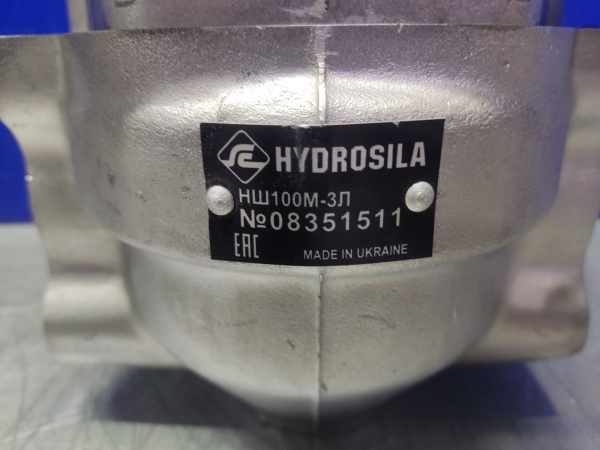 HYDROSILA
НШ100М-3Л
№08351511
EAC MADE IN UKRAINE